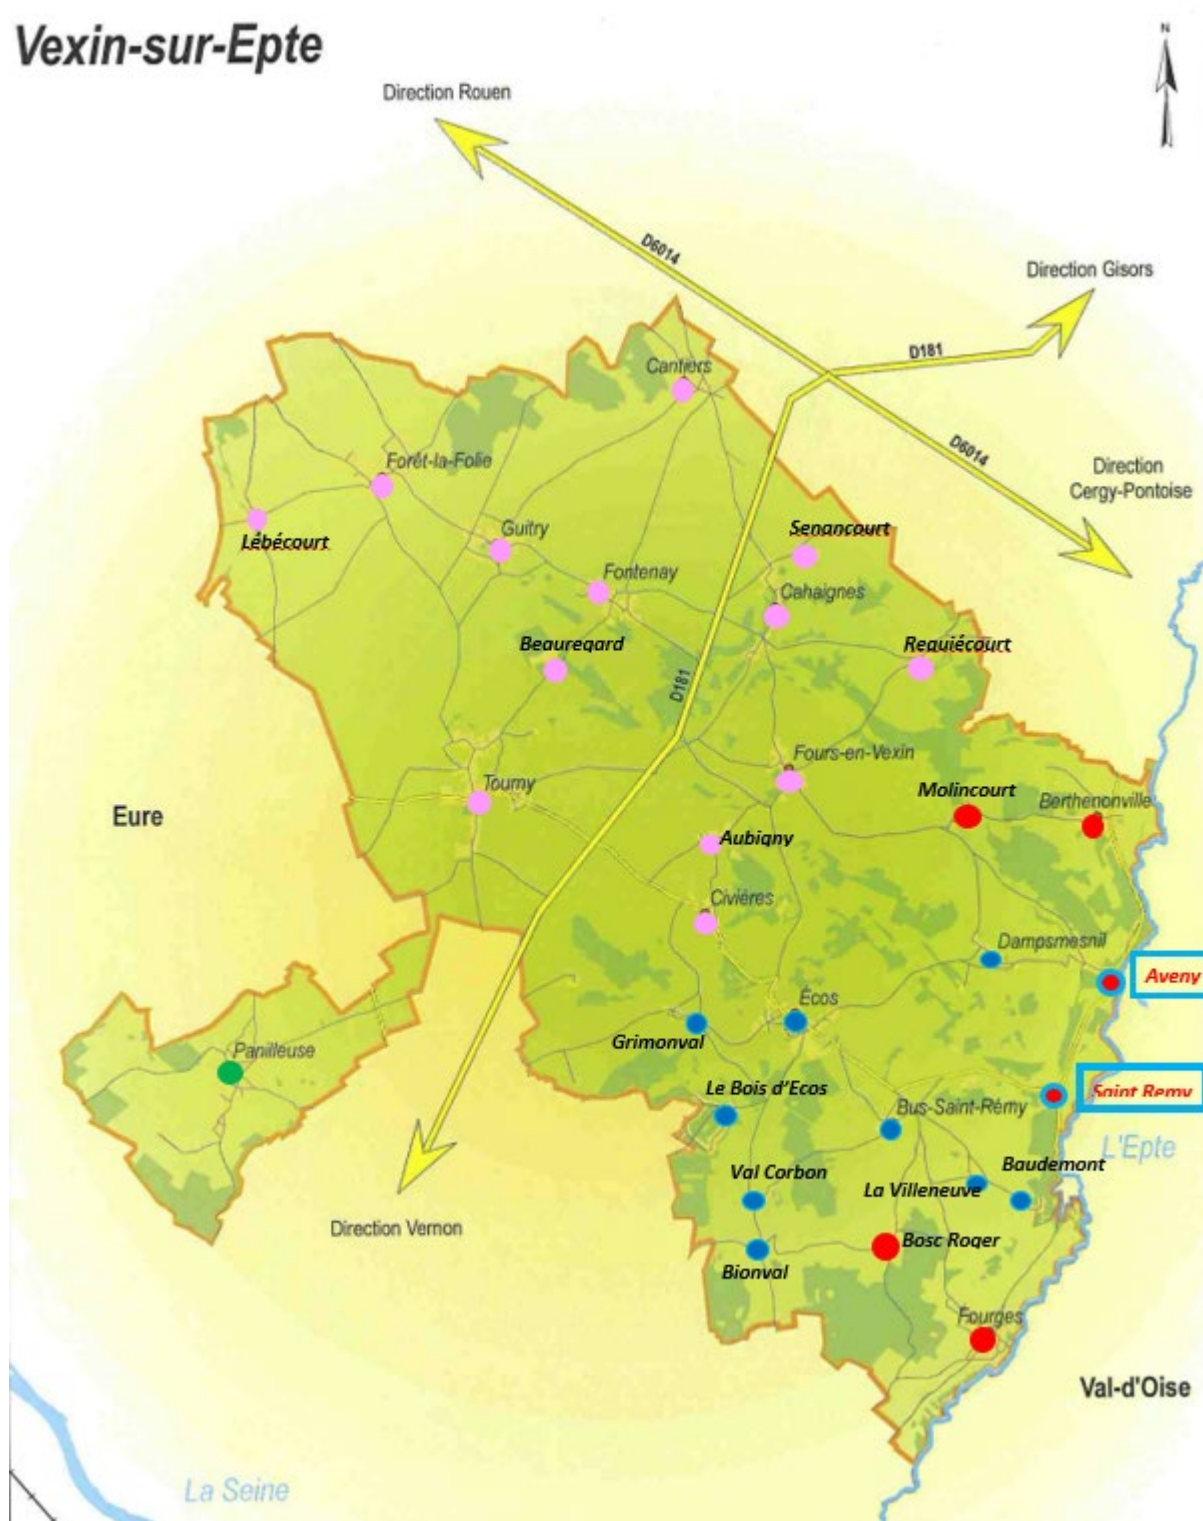 Vexin-sur-Epte
N
Direction Rouen
D6014
Direction Gisors
D181
Cantiers
D6014
Direction
Cergy-Pontoise
Forêt-la-Folie
Lébécourt
Guitry
Senancourt
Fontenay
Cahaignes
Beauregard
Requiécourt
D181
Fours-en-Vexin
Tourny
Molincourt
Berthenonville
Eure
Aubigny
Civières
Dampsmesnil
Aveny
Écos
Grimonval
Panilleuse
Le Bois d'Ecos
Saint Remy
Bus-Saint-Rémy
L'Epte
Val Corbon
Baudemont
La Villeneuve
Direction Vernon
Bosc Roger
Bionval
Fourges
Val-d'Oise
La Seine